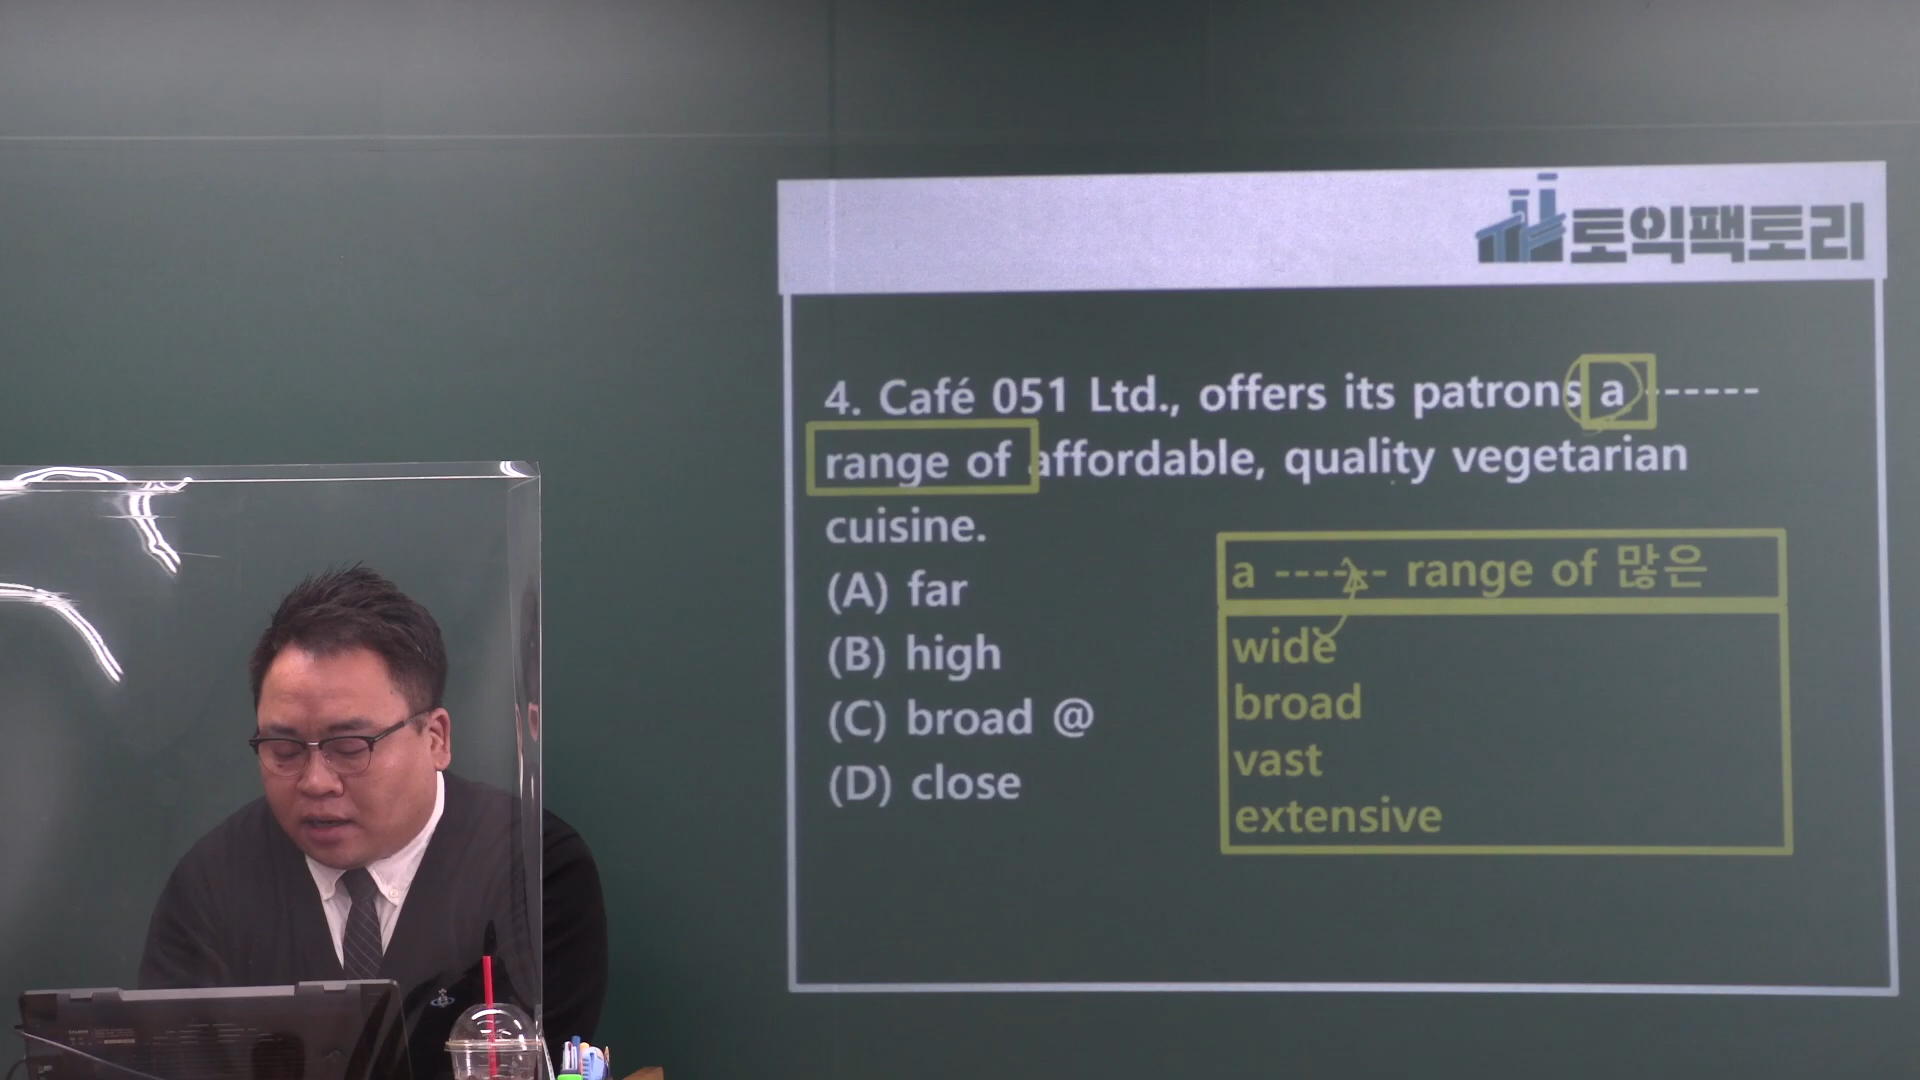 토익팩토리
4. Café 051 Ltd., offers its patrons a ------
range of affordable, quality vegetarian
cuisine.
(A) far
(B) high
(C) broad @
(D) close
a ------ range of 많은
wide
broad
vast
extensive